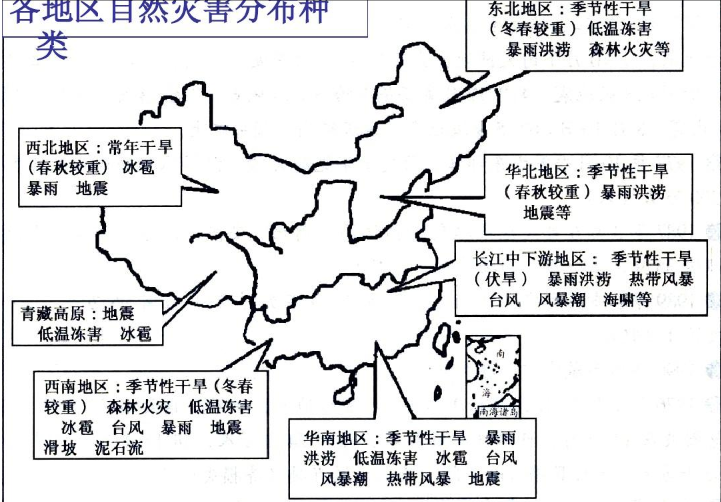 各地区自然灾害分布种
类
东北地区：季节性干旱
（冬春较重）低温冻害
暴雨洪涝 森林火灾等
西北地区：常年干旱
（春秋较重） 冰雹
暴雨 地震
华北地区：季节性干旱
（春秋较重）暴雨洪涝
地震等
长江中下游地区： 季节性干旱
（伏旱） 暴雨洪涝 热带风暴
台风 风暴潮 海啸等
青藏高原：地震
低温冻害 冰雹
西南地区：季节性干旱（冬春
较重） 森林火灾 低温冻害
冰雹 台风 暴雨 地震
滑坡 泥石流
华南地区：季节性干旱 暴雨
洪涝 低温冻害 冰雹 台风
风暴潮 热带风暴 地震
南
海
南海诸岛